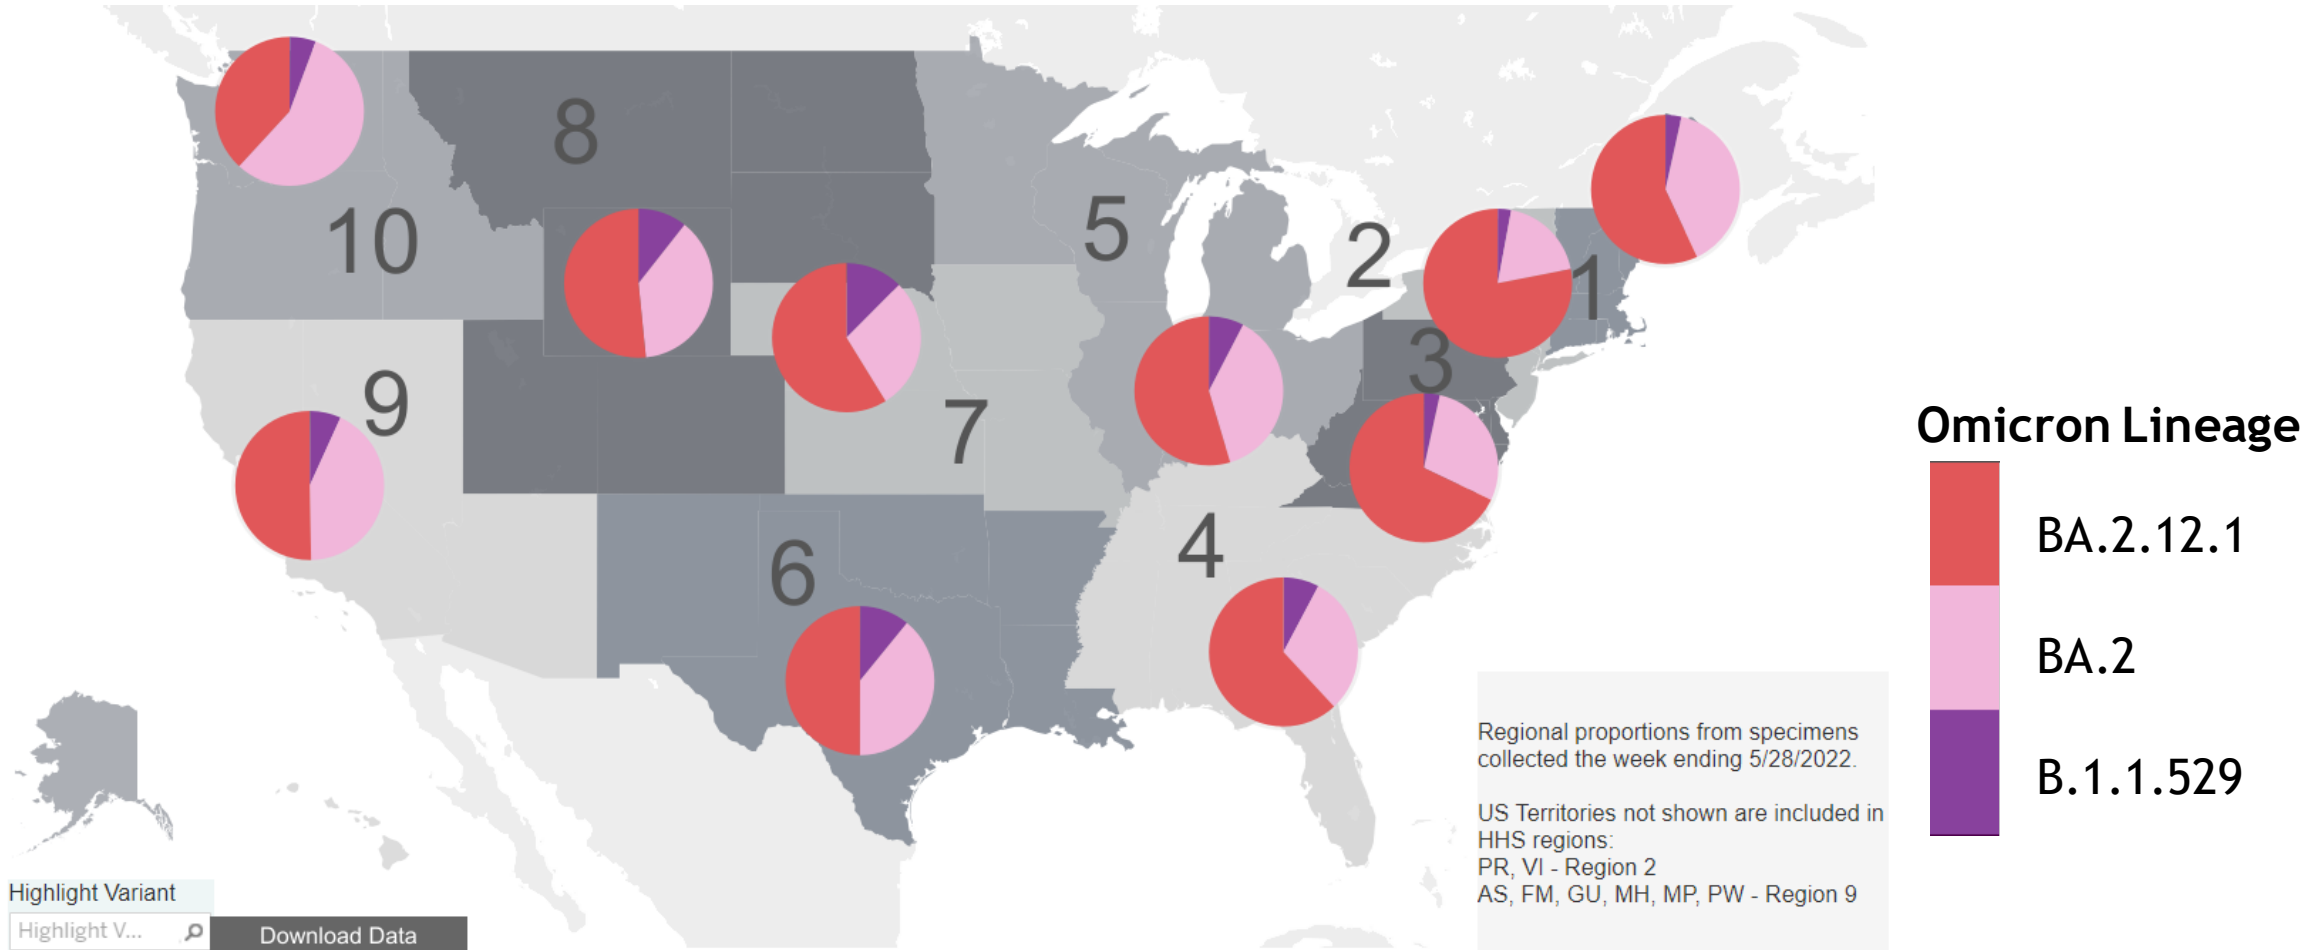 8
10
5
2
1
3
9
7
4
6
Omicron Lineage
BA.2.12.1
BA.2
B.1.1.529
Regional proportions from specimens
collected the week ending 5/28/2022.
US Territories not shown are included in
HHS regions:
PR, VI - Region 2
AS, FM, GU, MH, MP, PW - Region 9
Highlight Variant
Highlight V...
Download Data